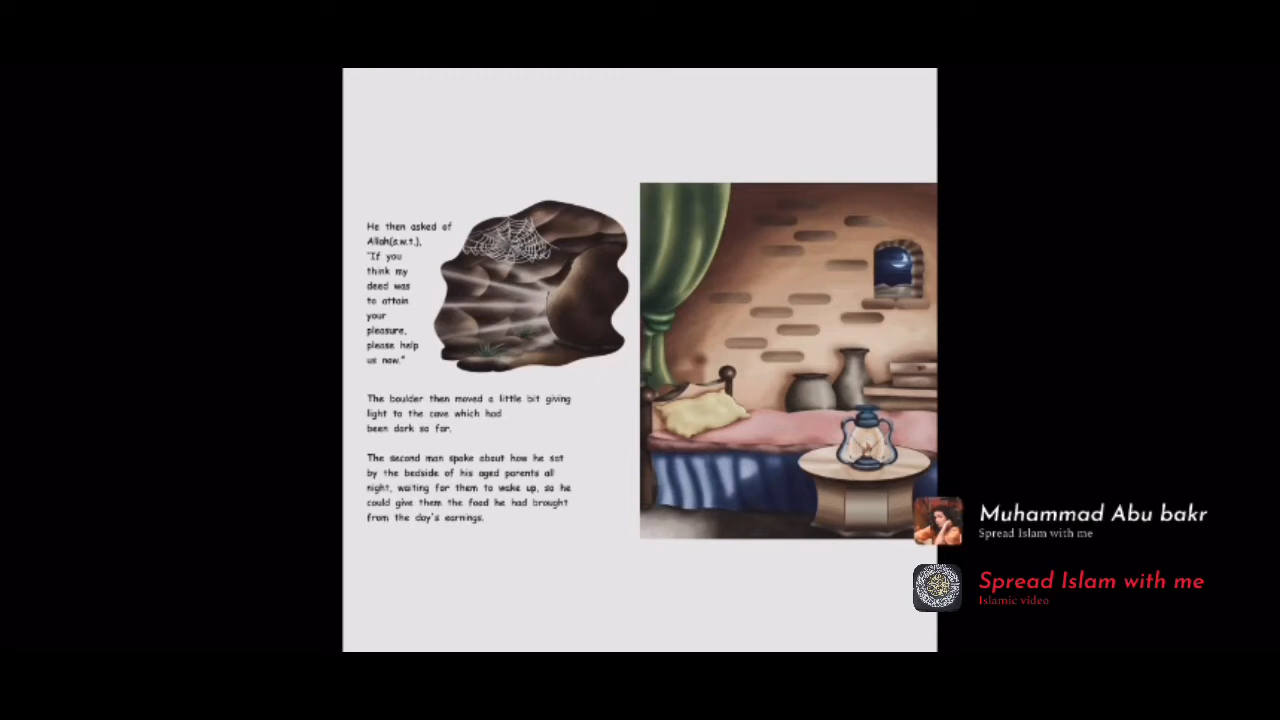 He then asked of
Allah(s.w.t.),
"If you
think my
deed was
to attain
your
pleasure,
please help
us now."
The boulder then moved a little bit giving
light to the cave which had
been dark so far.
The second man spoke about how he sat
by the bedside of his aged parents all
night, waiting for them to wake up, so he
could give them the food he had brought
from the day's earnings.
Muhammad Abu bakr
Spread Islam with me
Spread Islam with me
Islamic video